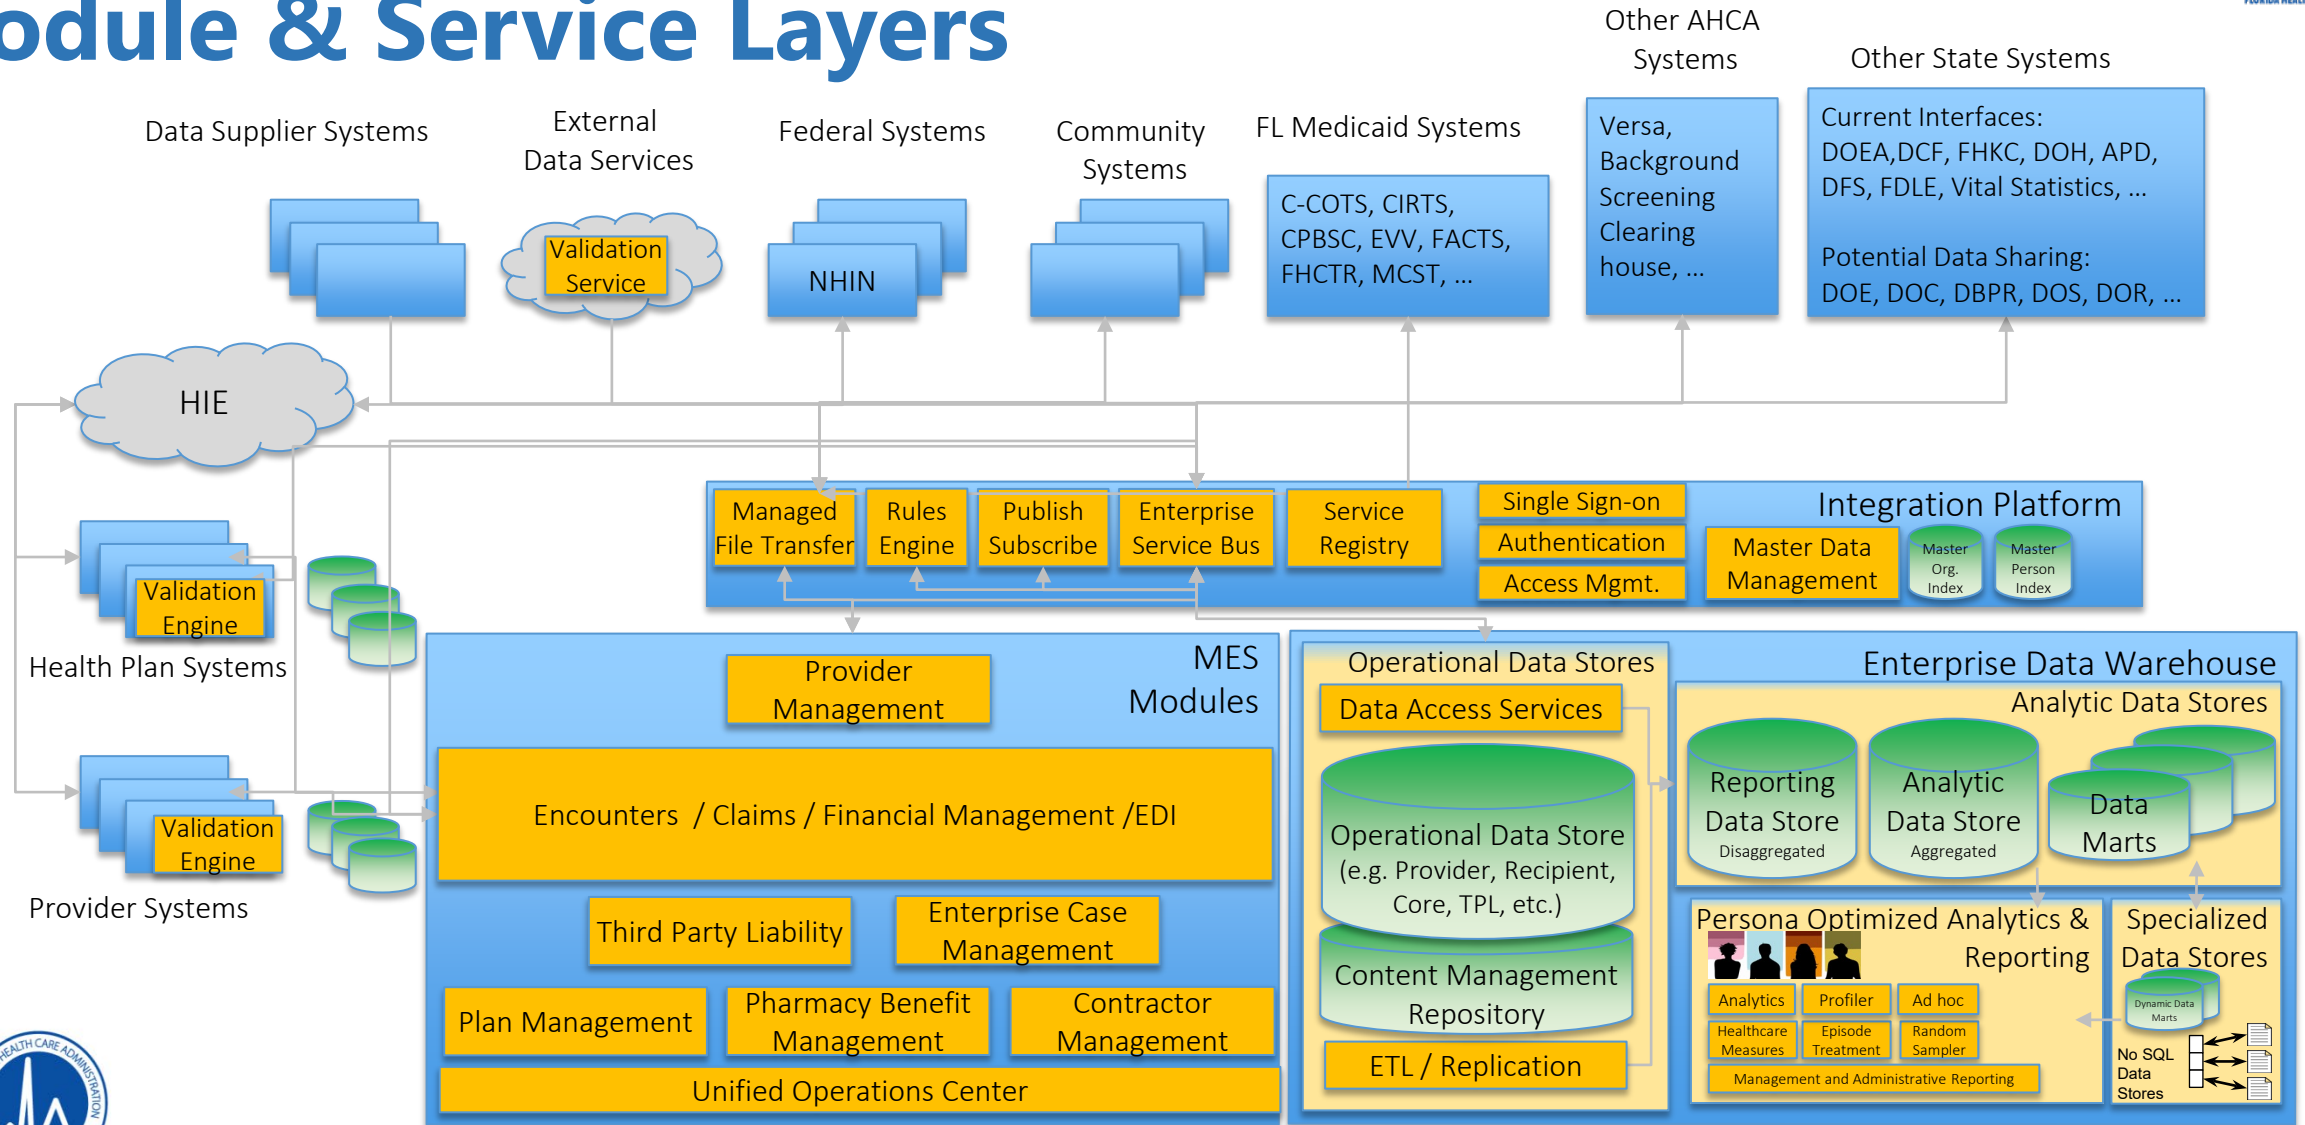 odule & Service Layers
FLORIDA HEALTH
Other AHCA
Systems
Other State Systems
Data Supplier Systems
External
Data Services
Federal Systems
Community
Systems
FL Medicaid Systems
Validation
Service
NHIN
C-COTS, CIRTS,
CPBSC, EVV, FACTS,
FHCTR, MCST, ...
Versa,
Background
Screening
Clearing
house, ...
Current Interfaces:
DOEA,DCF, FHKC, DOH, APD,
DFS, FDLE, Vital Statistics, ...
Potential Data Sharing:
DOE, DOC, DBPR, DOS, DOR, ...
HIE
Managed
File Transfer
Rules
Engine
Publish
Subscribe
Enterprise
Service Bus
Service
Registry
Single Sign-on
Authentication
Access Mgmt.
Integration Platform
Master Data
Management
Master
Org.
Index
Master
Person
Index
Validation
Engine
Health Plan Systems
Validation
Engine
Provider Systems
MES
Modules
Provider
Management
Encounters / Claims / Financial Management /EDI
Third Party Liability
Enterprise Case
Management
Plan Management
Pharmacy Benefit
Management
Contractor
Management
Unified Operations Center
Operational Data Stores
Data Access Services
Operational Data Store
(e.g. Provider, Recipient,
Core, TPL, etc.)
Content Management
Repository
ETL / Replication
Enterprise Data Warehouse
Analytic Data Stores
Reporting
Data Store
Disaggregated
Analytic
Data Store
Aggregated
Data
Marts
Persona Optimized Analytics &
Reporting
Analytics
Profiler
Ad hoc
Healthcare
Measures
Episode
Treatment
Random
Sampler
Management and Administrative Reporting
Specialized
Data Stores
Dynamic Data
Marts
No SQL
Data
Stores
HEALTH CARE ADMINISTRATION